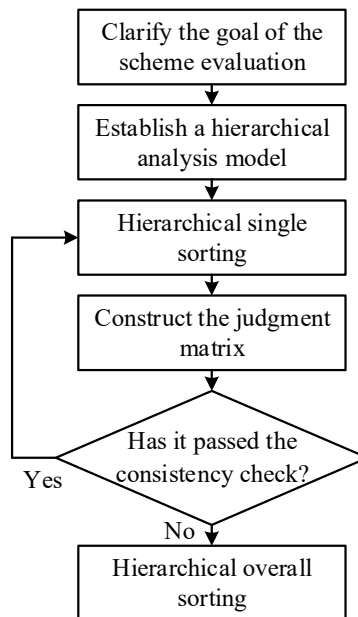 Clarify the goal of the
scheme evaluation
Establish a hierarchical
analysis model
Hierarchical single
sorting
Construct the judgment
matrix
Has it passed the
consistency check?
Yes
No
Hierarchical overall
sorting